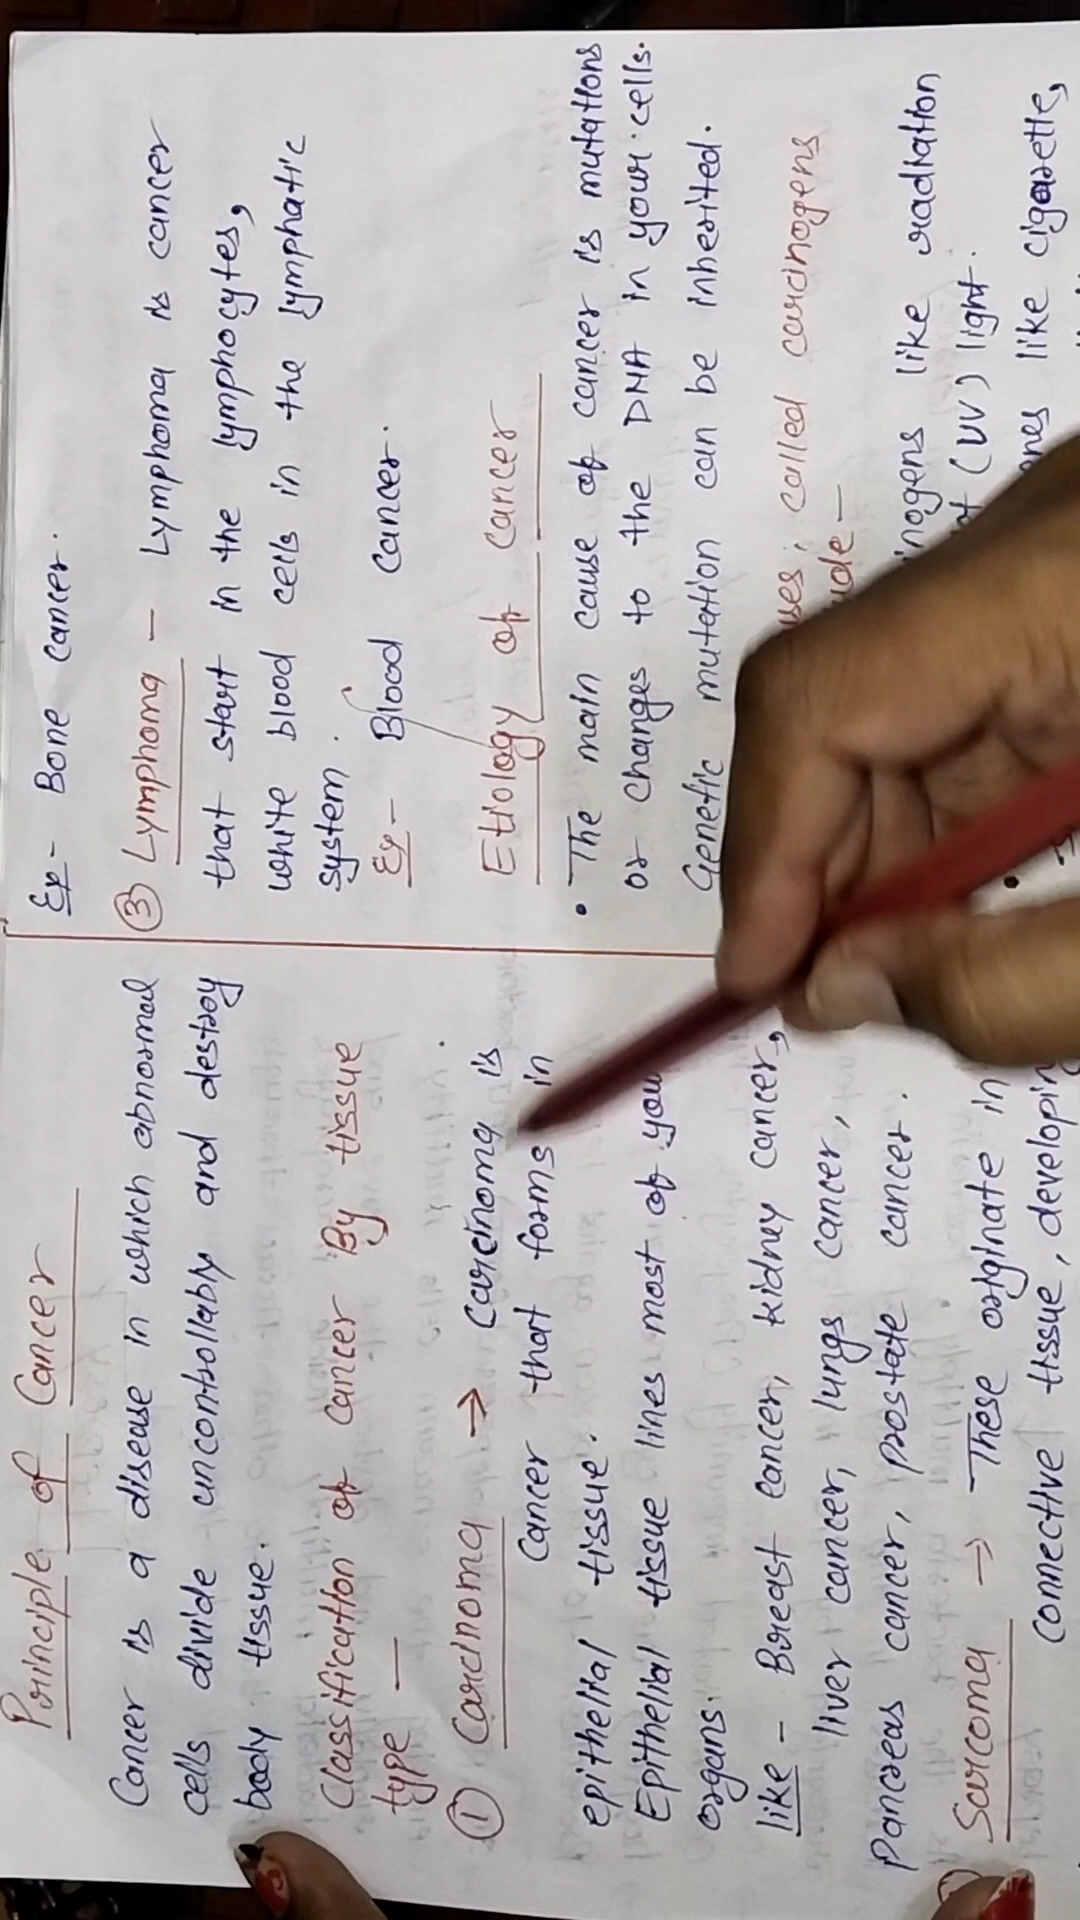 Principle of Cancer
Cancer is a disease in which abnormal
cells divide uncontrollably and destroy
body tissue.
Classification of cancer By tissue
type —
① Carcinoma → carcinoma is
cancer that forms in
epithelial tissue.
Epithelial tissue lines most of
organs.
like - Breast cancer, kidney cancer,
liver cancer, lungs cancer,
Pancreas cancer, prostate cancer.
Sarcoma → These originate in
connective tissue,
Ex - Bone cancer.
③ Lymphoma - Lymphoma is cancer
that start in the lymphocytes,
white blood cells in the lymphatic
system.
Ex - Blood cancer.
Etiology of cancer
• The main cause of cancer is mutations
or changes to the DNA in your cells.
Genetic mutation can be inherited.
called carcinogens
like radiation
(UV) light.
like cigarette,